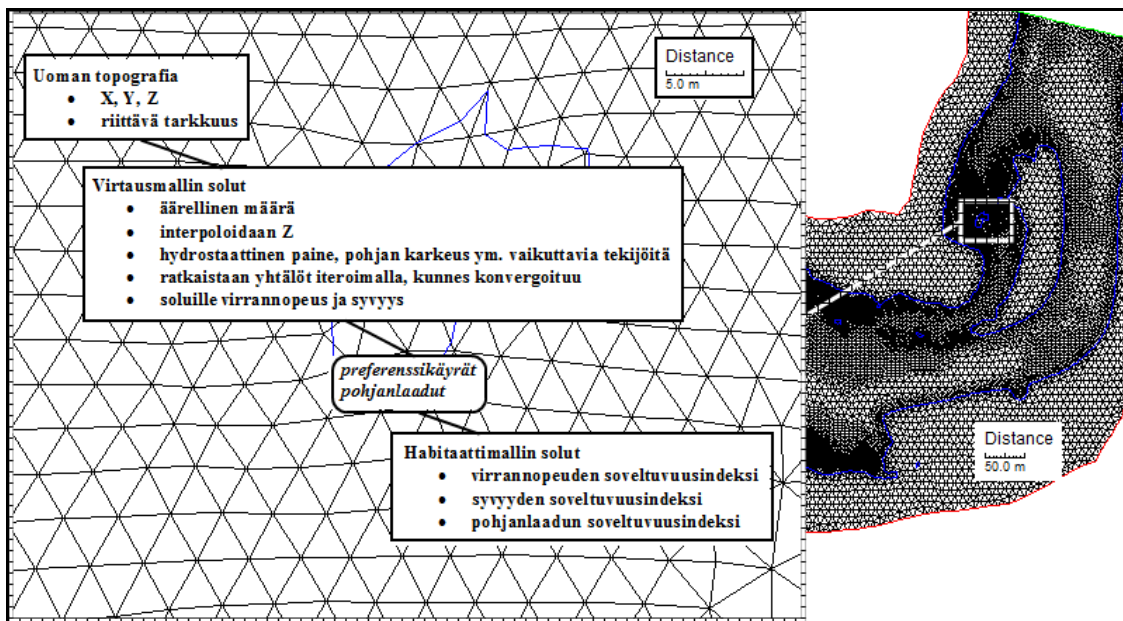 Uoman topografia
• X, Y, Z
• riittävä tarkkuus
Distance
5.0 m
Virtausmallin solut
• äärellinen määrä
• interpoloidaan Z
• hydrostaattinen paine, pohjan karkeus ym. vaikuttavia tekijöitä
• ratkaistaan yhtälöt iteroimalla, kunnes konvergoituu
• soluille virrannopeus ja syvyys
preferenssikäyrät
pohjanlaadut
Habitaattimallin solut
• virrannopeuden soveltuvuusindeksi
• syvyyden soveltuvuusindeksi
• pohjanlaadun soveltuvuusindeksi
Distance
50.0 m